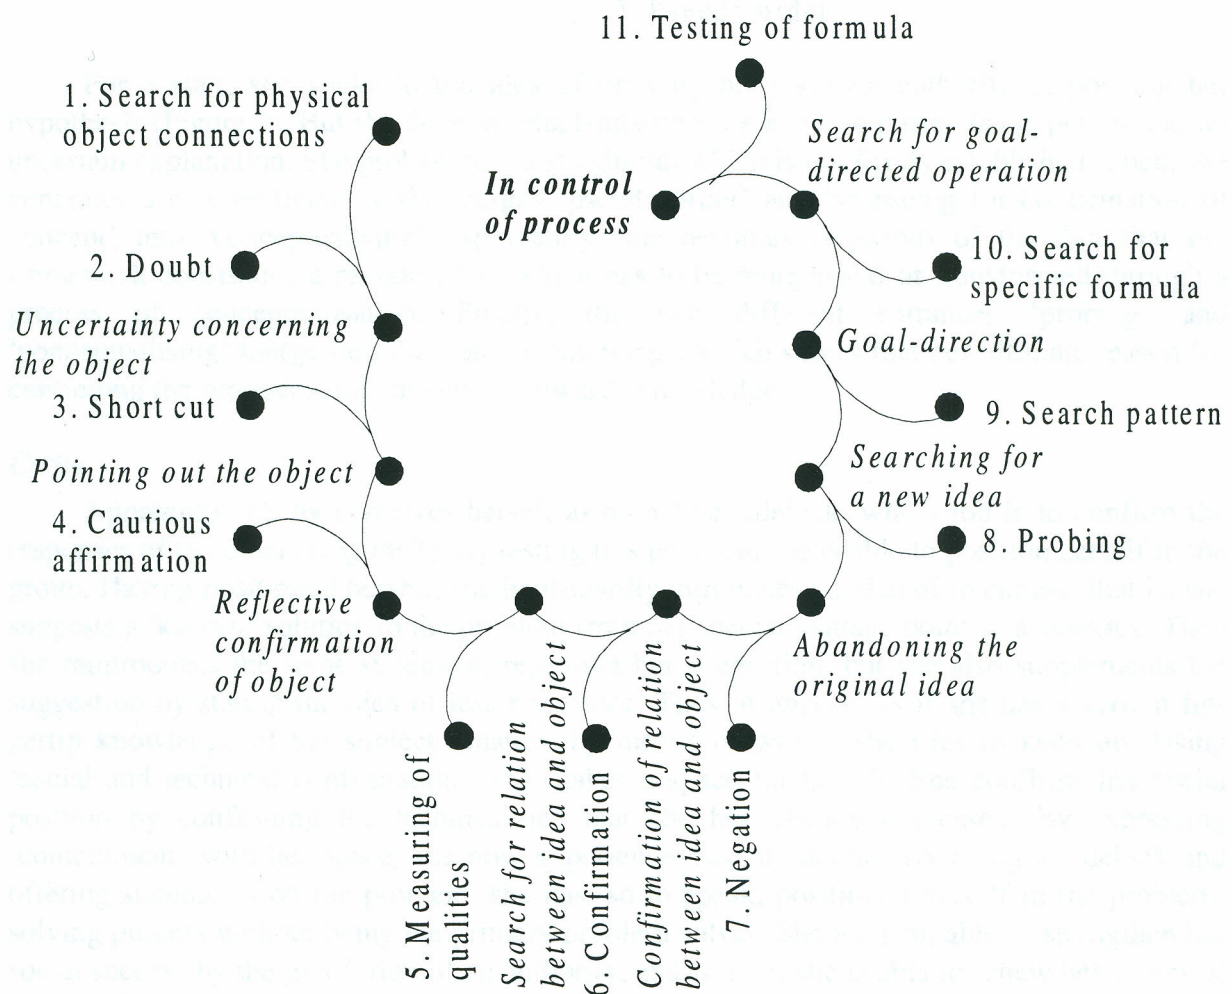 11. Testing of formula
1. Search for physical
object connections
Search for goal-
directed operation
In control
of process
2. Doubt
10. Search for
specific formula
Uncertainty concerning
the object
Goal-direction
3. Short cut
9. Search pattern
Pointing out the object
Searching for
a new idea
4. Cautious
affirmation
8. Probing
Reflective
confirmation
of object
Abandoning the
original idea
5. Measuring of
qualities
Search for relation
between idea and object
6. Confirmation
Confirmation of relation
between idea and object
7. Negation